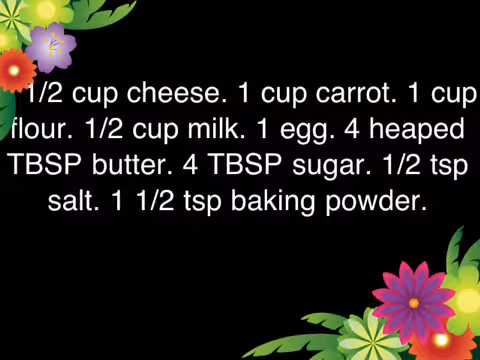 1/2 cup cheese. 1 cup carrot. 1 cup
flour. 1/2 cup milk. 1 egg. 4 heaped
TBSP butter. 4 TBSP sugar. 1/2 tsp
salt. 1 1/2 tsp baking powder.